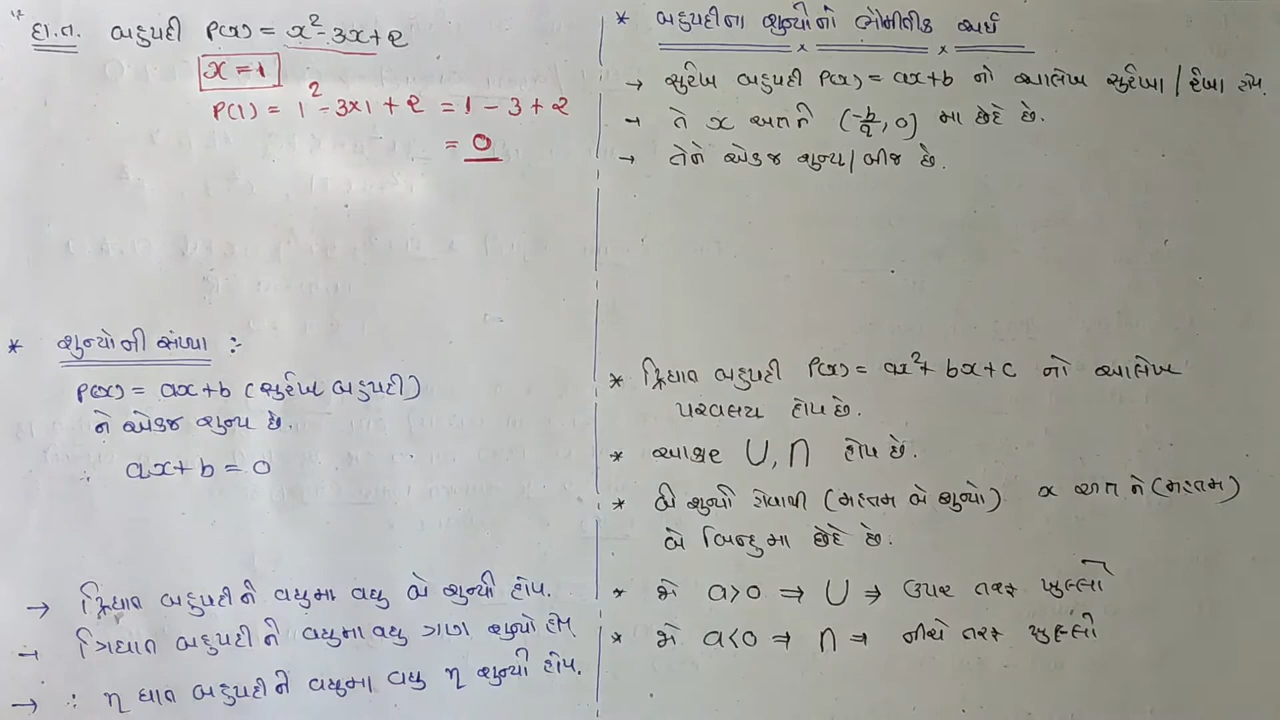 દા.ત. બહુપદી P(x) = x² - 3x + 2
x = 1
P(1) = 1² - 3×1 + 2 = 1 - 3 + 2
= 0
* શુન્યોની સંખ્યા :-
P(x) = ax + b (સુરેખ બહુપદી)
ને એકજ શુન્ય છે.
∴ ax + b = 0
→ દ્વિઘાત બહુપદીને વધુમા વધુ બે શુન્યો હોય.
→ ત્રિઘાત બહુપદીને વધુમા વધુ ત્રણ શુન્યો હોય
→ ∴ n ઘાત બહુપદીને વધુમા વધુ n શુન્યો હોય.
* બહુપદીના શુન્યોનો ભૌમીતીક અર્થ
→ સુરેખ બહુપદી P(x) = ax + b નો આલેખ સુરેખા / રેખા હોય.
→ તે x અક્ષને (-b/a, 0) મા છેદે છે.
→ તેને એકજ શુન્ય / બીજ છે.
* દ્વિઘાત બહુપદી P(x) = ax² + bx + c નો આલેખ
પરવલય હોય છે.
* આકાર U, ∩ હોય છે.
* બે શુન્યો હોવાથી (મહત્તમ બે શુન્યો) x અક્ષને (મહત્તમ)
બે બિન્દુમા છેદે છે.
* જો a > 0 ⇒ U ⇒ ઉપર તરફ ખુલ્લો
* જો a < 0 ⇒ ∩ ⇒ નીચે તરફ ખુલ્લો